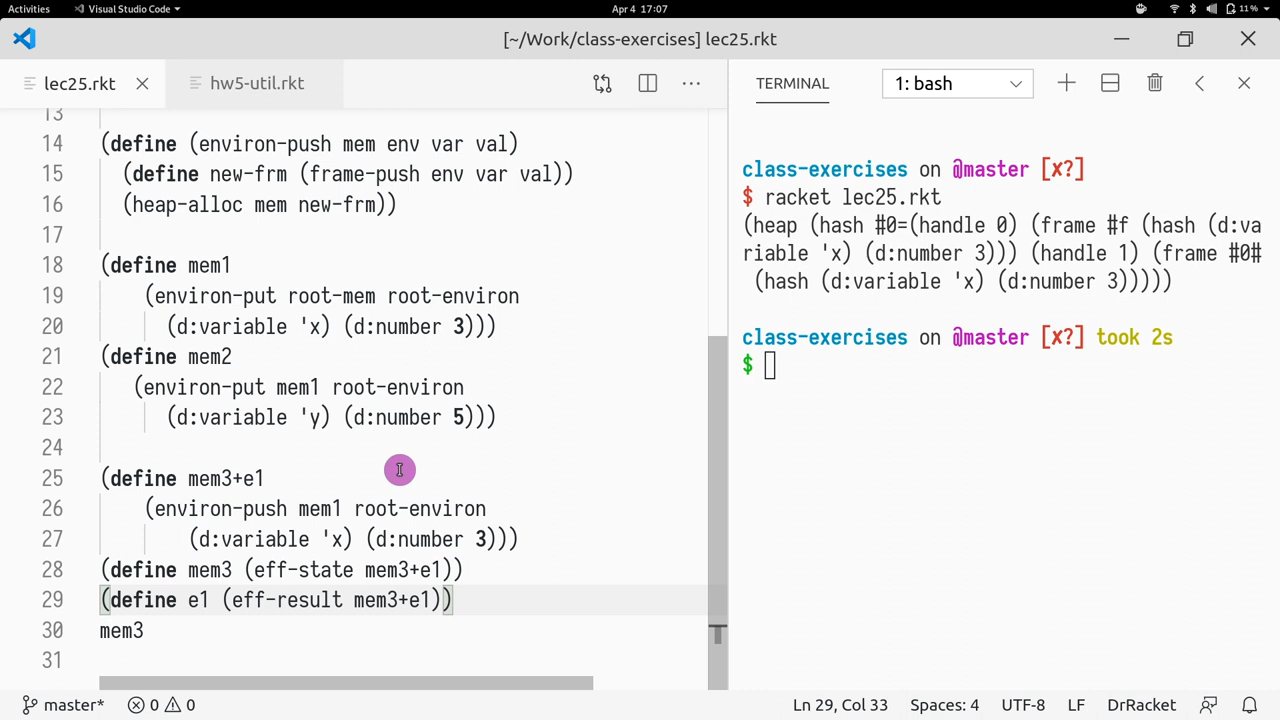 Activities Visual Studio Code Apr 4 17:07 11%
[~/Work/class-exercises] lec25.rkt
lec25.rkt hw5-util.rkt
13
14 (define (environ-push mem env var val)
15 (define new-frm (frame-push env var val))
16 (heap-alloc mem new-frm))
17
18 (define mem1
19 (environ-put root-mem root-environ
20 (d:variable 'x) (d:number 3)))
21 (define mem2
22 (environ-put mem1 root-environ
23 (d:variable 'y) (d:number 5)))
24
25 (define mem3+e1
26 (environ-push mem1 root-environ
27 (d:variable 'x) (d:number 3)))
28 (define mem3 (eff-state mem3+e1))
29 (define e1 (eff-result mem3+e1))
30 mem3
31
TERMINAL 1: bash
class-exercises on @master [✘?]
$ racket lec25.rkt
(heap (hash #0=(handle 0) (frame #f (hash (d:va
riable 'x) (d:number 3))) (handle 1) (frame #0#
(hash (d:variable 'x) (d:number 3)))))
class-exercises on @master [✘?] took 2s
$
master* 0 0 Ln 29, Col 33 Spaces: 4 UTF-8 LF DrRacket